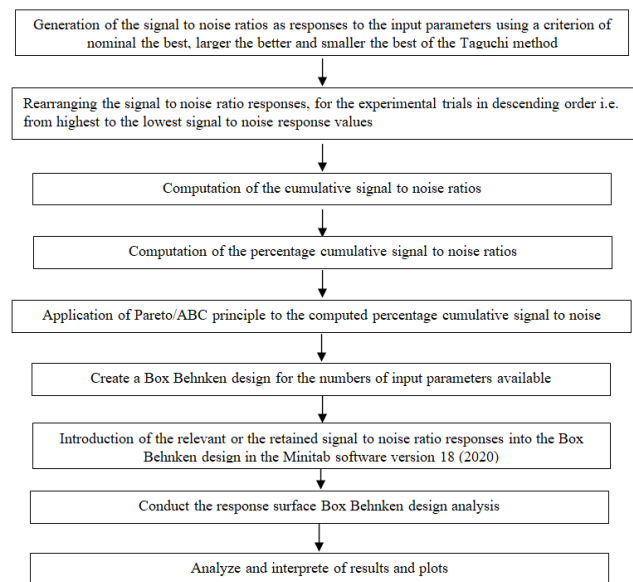 Generation of the signal to noise ratios as responses to the input parameters using a criterion of
nominal the best, larger the better and smaller the best of the Taguchi method
Rearranging the signal to noise ratio responses, for the experimental trials in descending order i.e.
from highest to the lowest signal to noise response values
Computation of the cumulative signal to noise ratios
Computation of the percentage cumulative signal to noise ratios
Application of Pareto/ABC principle to the computed percentage cumulative signal to noise
Create a Box Behnken design for the numbers of input parameters available
Introduction of the relevant or the retained signal to noise ratio responses into the Box
Behnken design in the Minitab software version 18 (2020)
Conduct the response surface Box Behnken design analysis
Analyze and interprete of results and plots